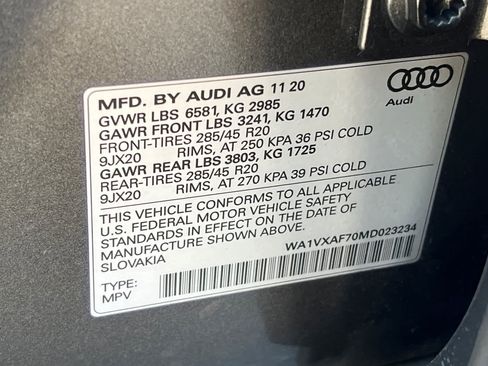 MFD. BY AUDI AG 11 20
GVWR LBS 6581, KG 2985
GAWR FRONT LBS 3241, KG 1470
FRONT-TIRES 285/45 R20
9JX20 RIMS, AT 250 KPA 36 PSI COLD
GAWR REAR LBS 3803, KG 1725
REAR-TIRES 285/45 R20
9JX20 RIMS, AT 270 KPA 39 PSI COLD
THIS VEHICLE CONFORMS TO ALL APPLICABLE
U.S. FEDERAL MOTOR VEHICLE SAFETY
STANDARDS IN EFFECT ON THE DATE OF
MANUFACTURE SHOWN ABOVE.
SLOVAKIA
WA1VXAF70MD023234
TYPE:
MPV
Audi